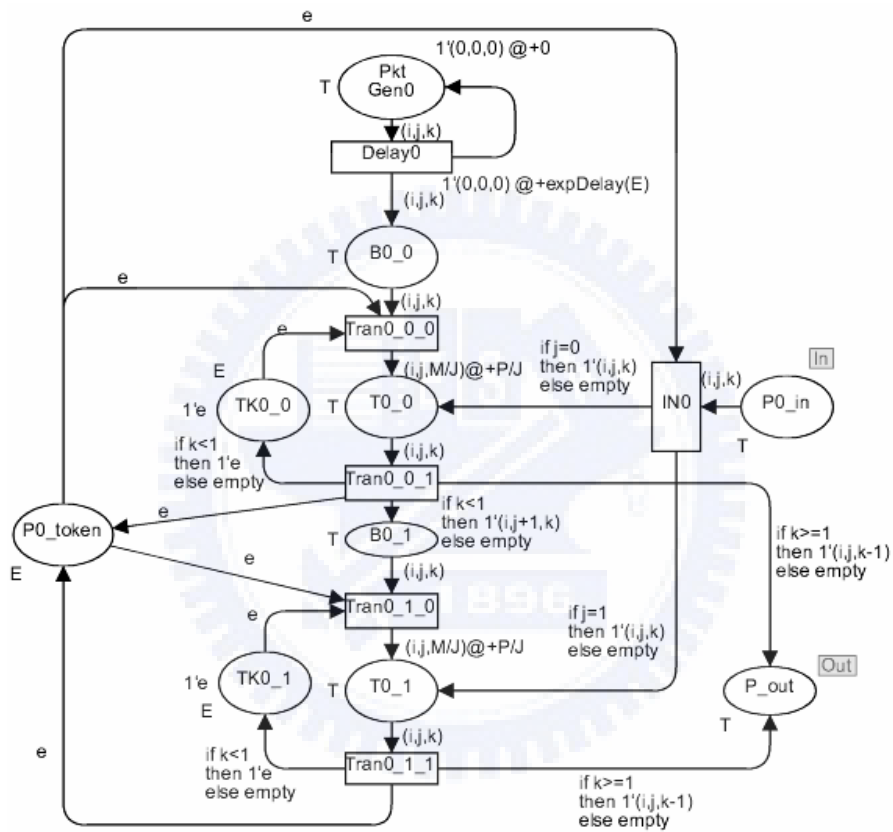 e
1'(0,0,0) @+0
Pkt
Gen0
T
(i,j,k)
Delay0
1'(0,0,0) @+expDelay(E)
(i,j,k)
B0_0
T
e
(i,j,k)
Tran0_0_0
e
(i,j,M/J)@+P/J
if j=0
then 1'(i,j,k)
else empty
In
(i,j,k)
E
1'e
TK0_0
T
T0_0
IN0
P0_in
T
if k<1
then 1'e
else empty
(i,j,k)
Tran0_0_1
e
if k<1
then 1'(i,j+1,k)
else empty
P0_token
E
T
B0_1
if k>=1
then 1'(i,j,k-1)
else empty
e
(i,j,k)
Tran0_1_0
e
1896
if j=1
then 1'(i,j,k)
else empty
(i,j,M/J)@+P/J
1'e
TK0_1
E
T
T0_1
Out
P_out
T
(i,j,k)
if k<1
then 1'e
else empty
e
Tran0_1_1
if k>=1
then 1'(i,j,k-1)
else empty